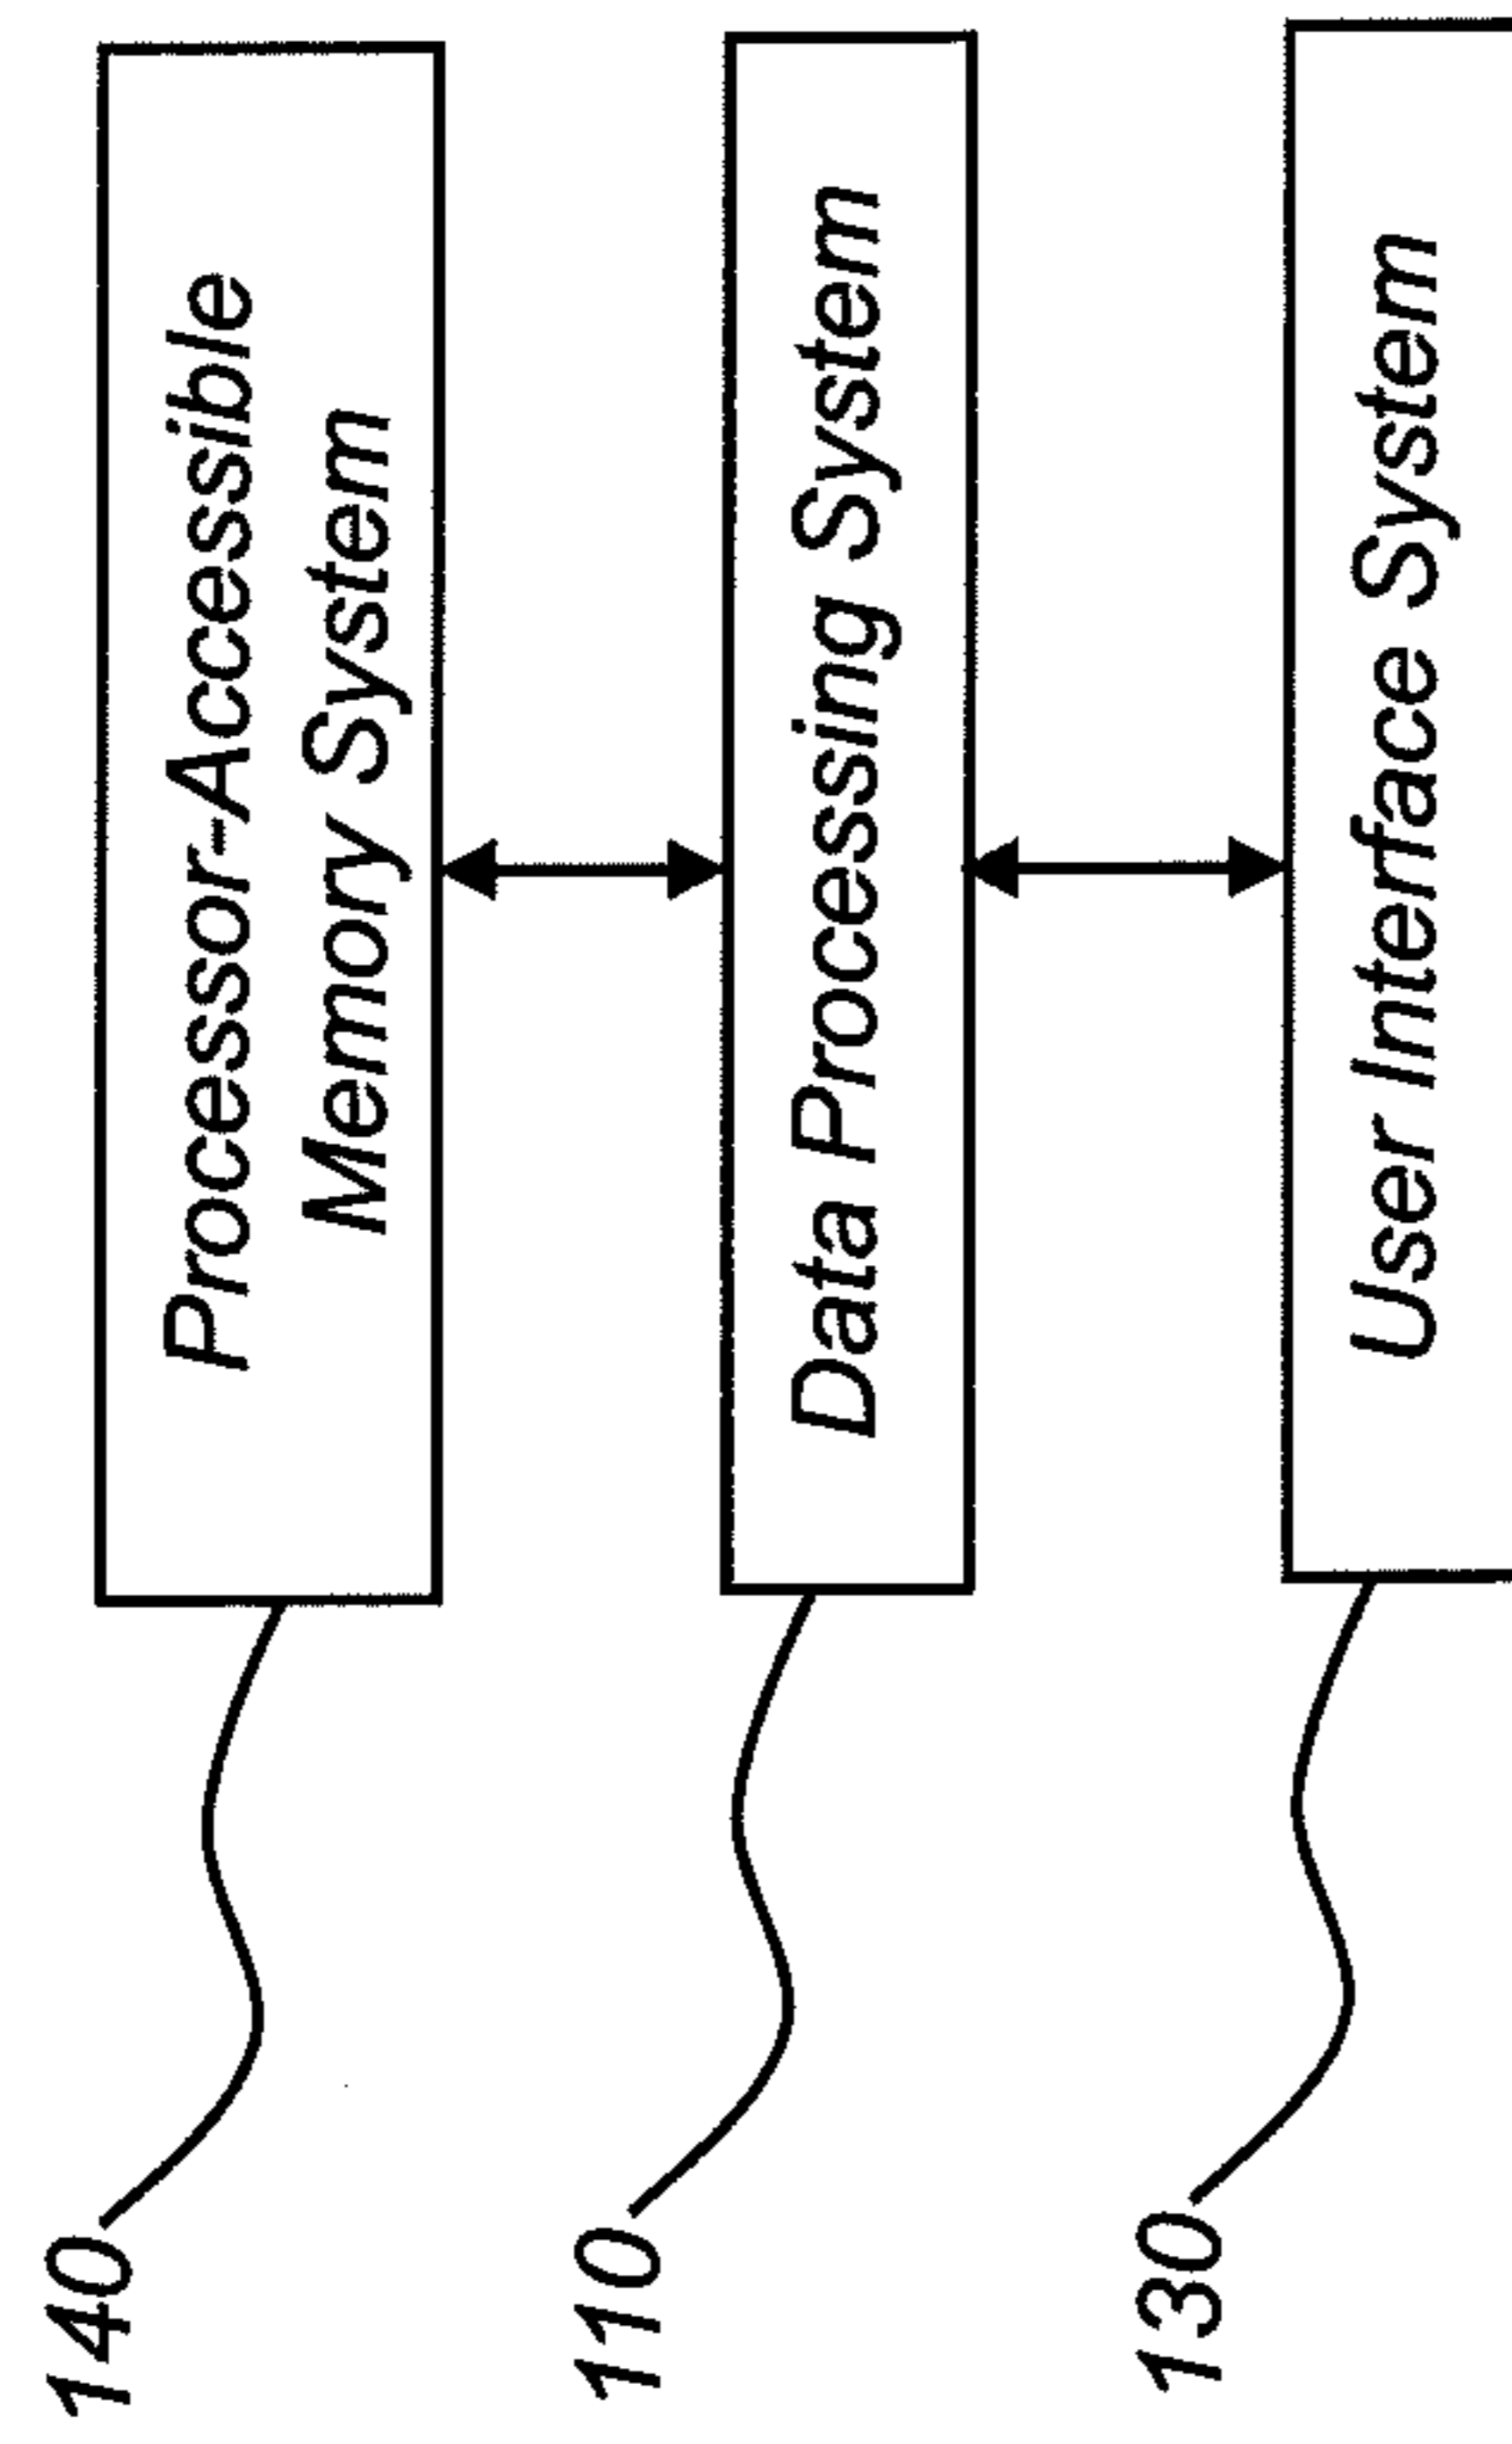 140
Processor-Accessible
Memory System
110
Data Processing System
130
User Interface System